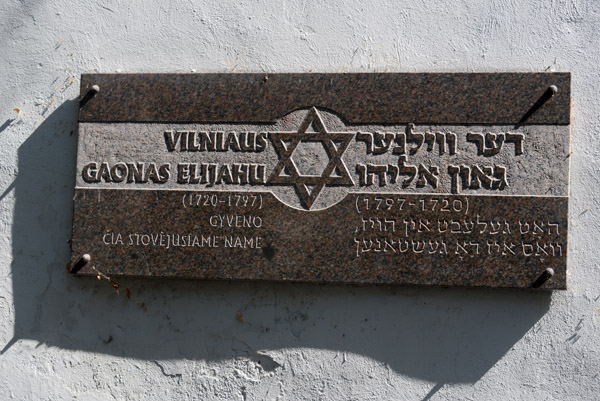 VILNIAUS
GAONAS ELIJAHU
(1720-1797)
GYVENO
ČIA STOVĖJUSIAME NAME
דער ווילנער
גאון אליהו
(1797-1720)
האט געלעבט אין הויז,
וואס איז דא געשטאנען